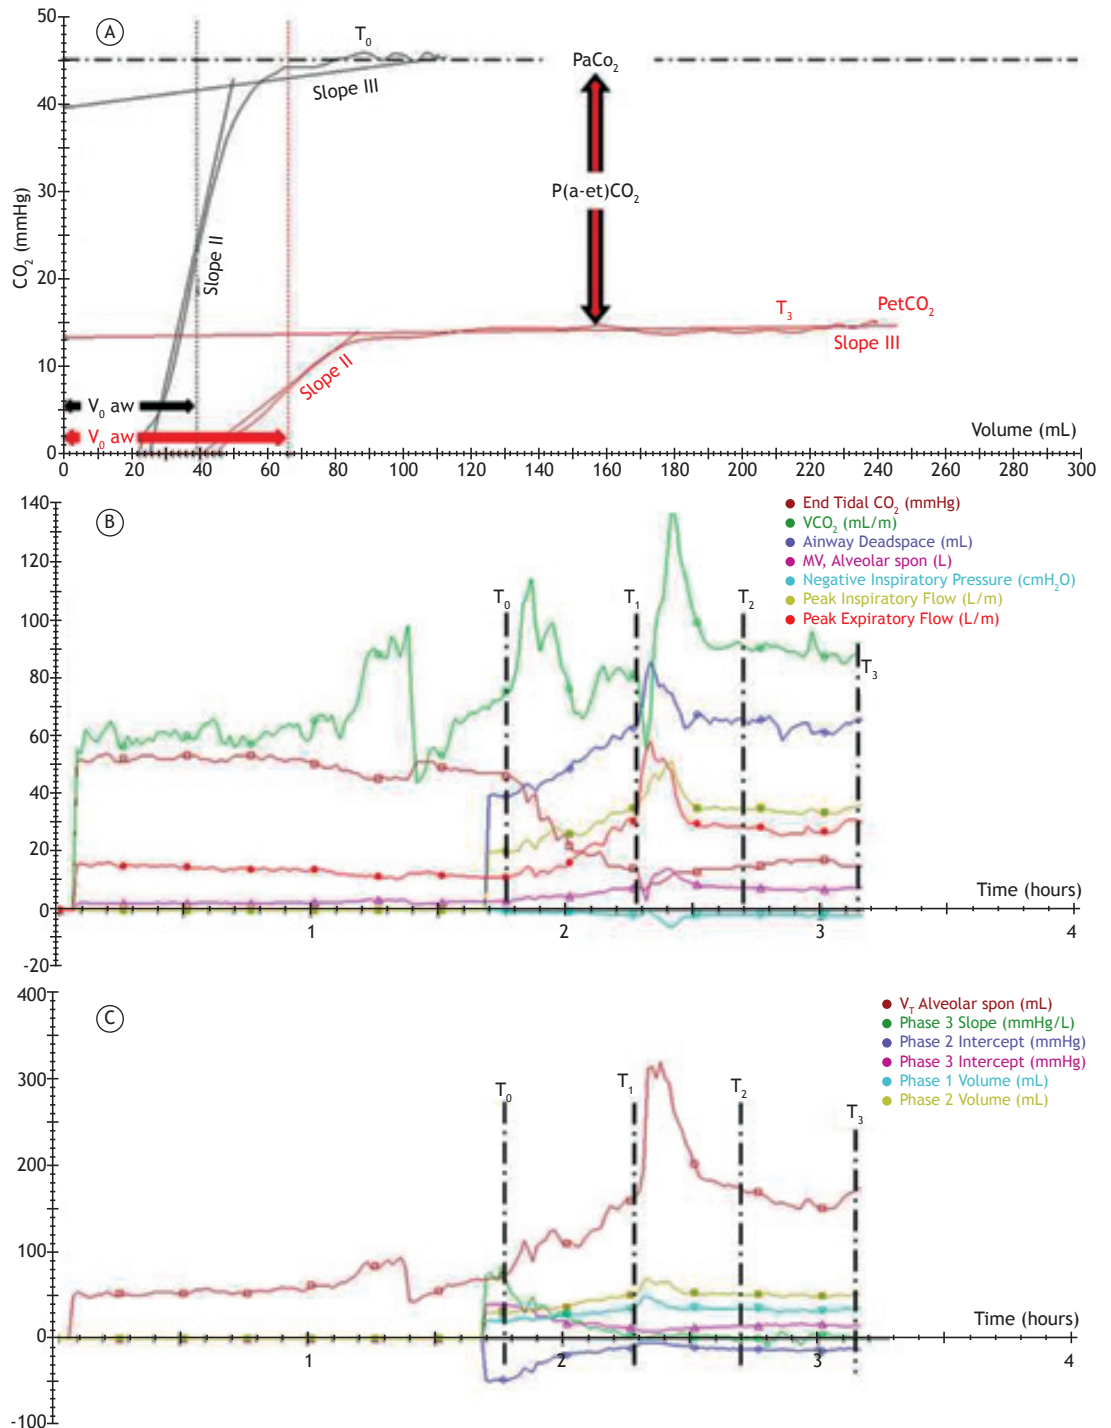 A
50
40
30
20
10
0
CO2 (mmHg)
T0
PaCo2
Slope III
Slope II
P(a-et)CO2
T3
PetCO2
Slope III
Slope II
V0 aw
V0 aw
Volume (mL)
0 20 40 60 80 100 120 140 160 180 200 220 240 260 280 300
B
140
120
100
80
60
40
20
0
-20
End Tidal CO2 (mmHg)
VCO2 (mL/m)
Ainway Deadspace (mL)
MV, Alveolar spon (L)
Negative Inspiratory Pressure (cmH2O)
Peak Inspiratory Flow (L/m)
Peak Expiratory Flow (L/m)
T0 T1 T2 T3
Time (hours)
1 2 3 4
C
400
300
200
100
0
-100
VT Alveolar spon (mL)
Phase 3 Slope (mmHg/L)
Phase 2 Intercept (mmHg)
Phase 3 Intercept (mmHg)
Phase 1 Volume (mL)
Phase 2 Volume (mL)
T0 T1 T2 T3
Time (hours)
1 2 3 4